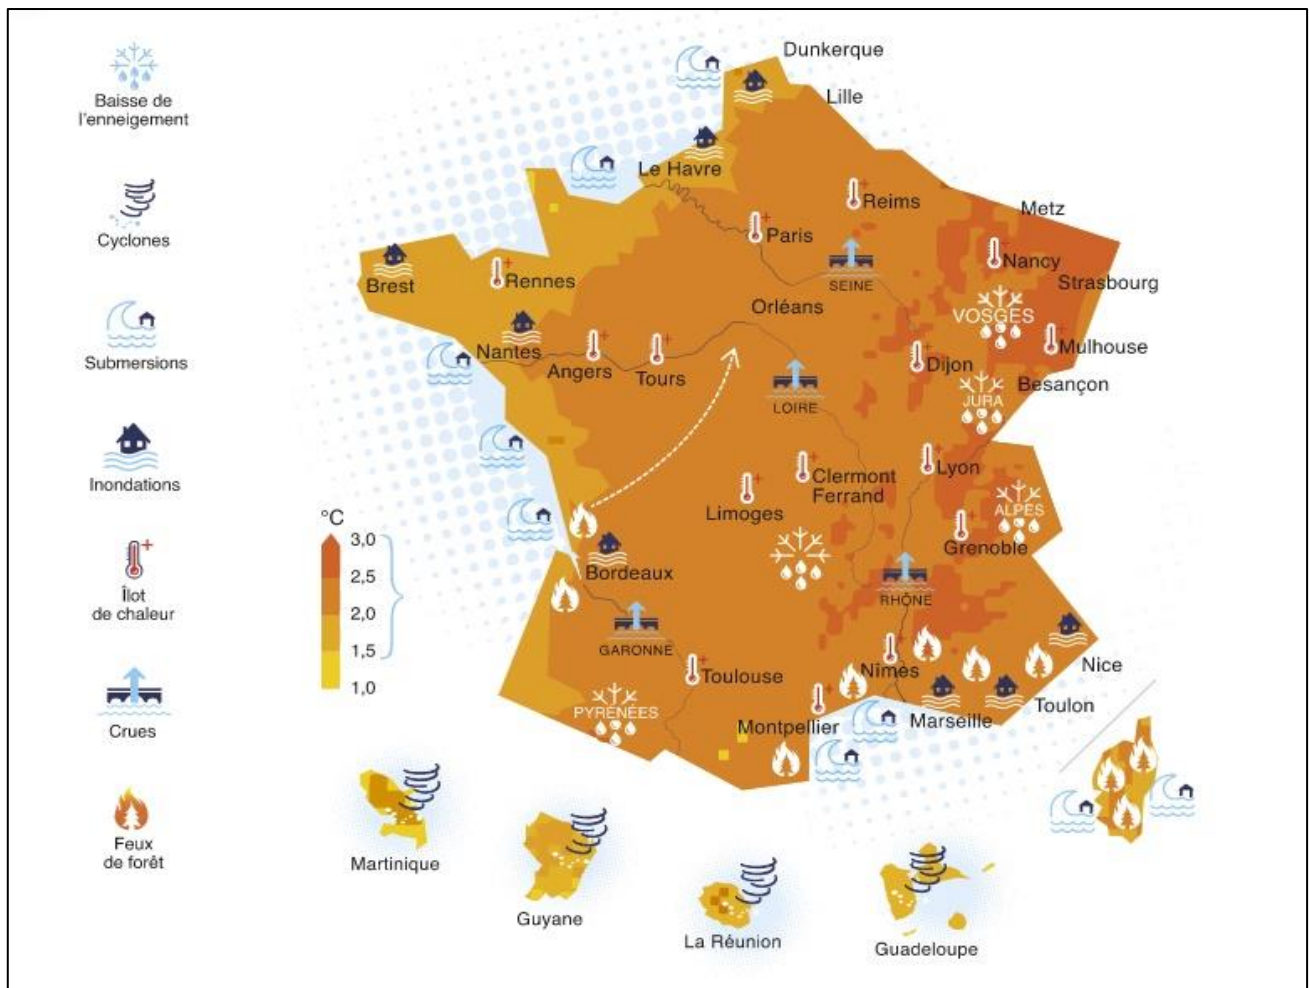 Baisse de
l'enneigement
Cyclones
Submersions
Inondations
Îlot
de chaleur
Crues
Feux
de forêt
°C
3,0
2,5
2,0
1,5
1,0
Dunkerque
Lille
Le Havre
Reims
Metz
Paris
Nancy
Brest
Rennes
SEINE
Strasbourg
Orléans
VOSGES
Nantes
Mulhouse
Angers
Tours
Dijon
Besançon
LOIRE
JURA
Lyon
Clermont
Ferrand
Limoges
ALPES
Grenoble
Bordeaux
RHÔNE
GARONNE
Nîmes
Nice
Toulouse
PYRÉNÉES
Toulon
Montpellier
Marseille
Martinique
Guyane
La Réunion
Guadeloupe